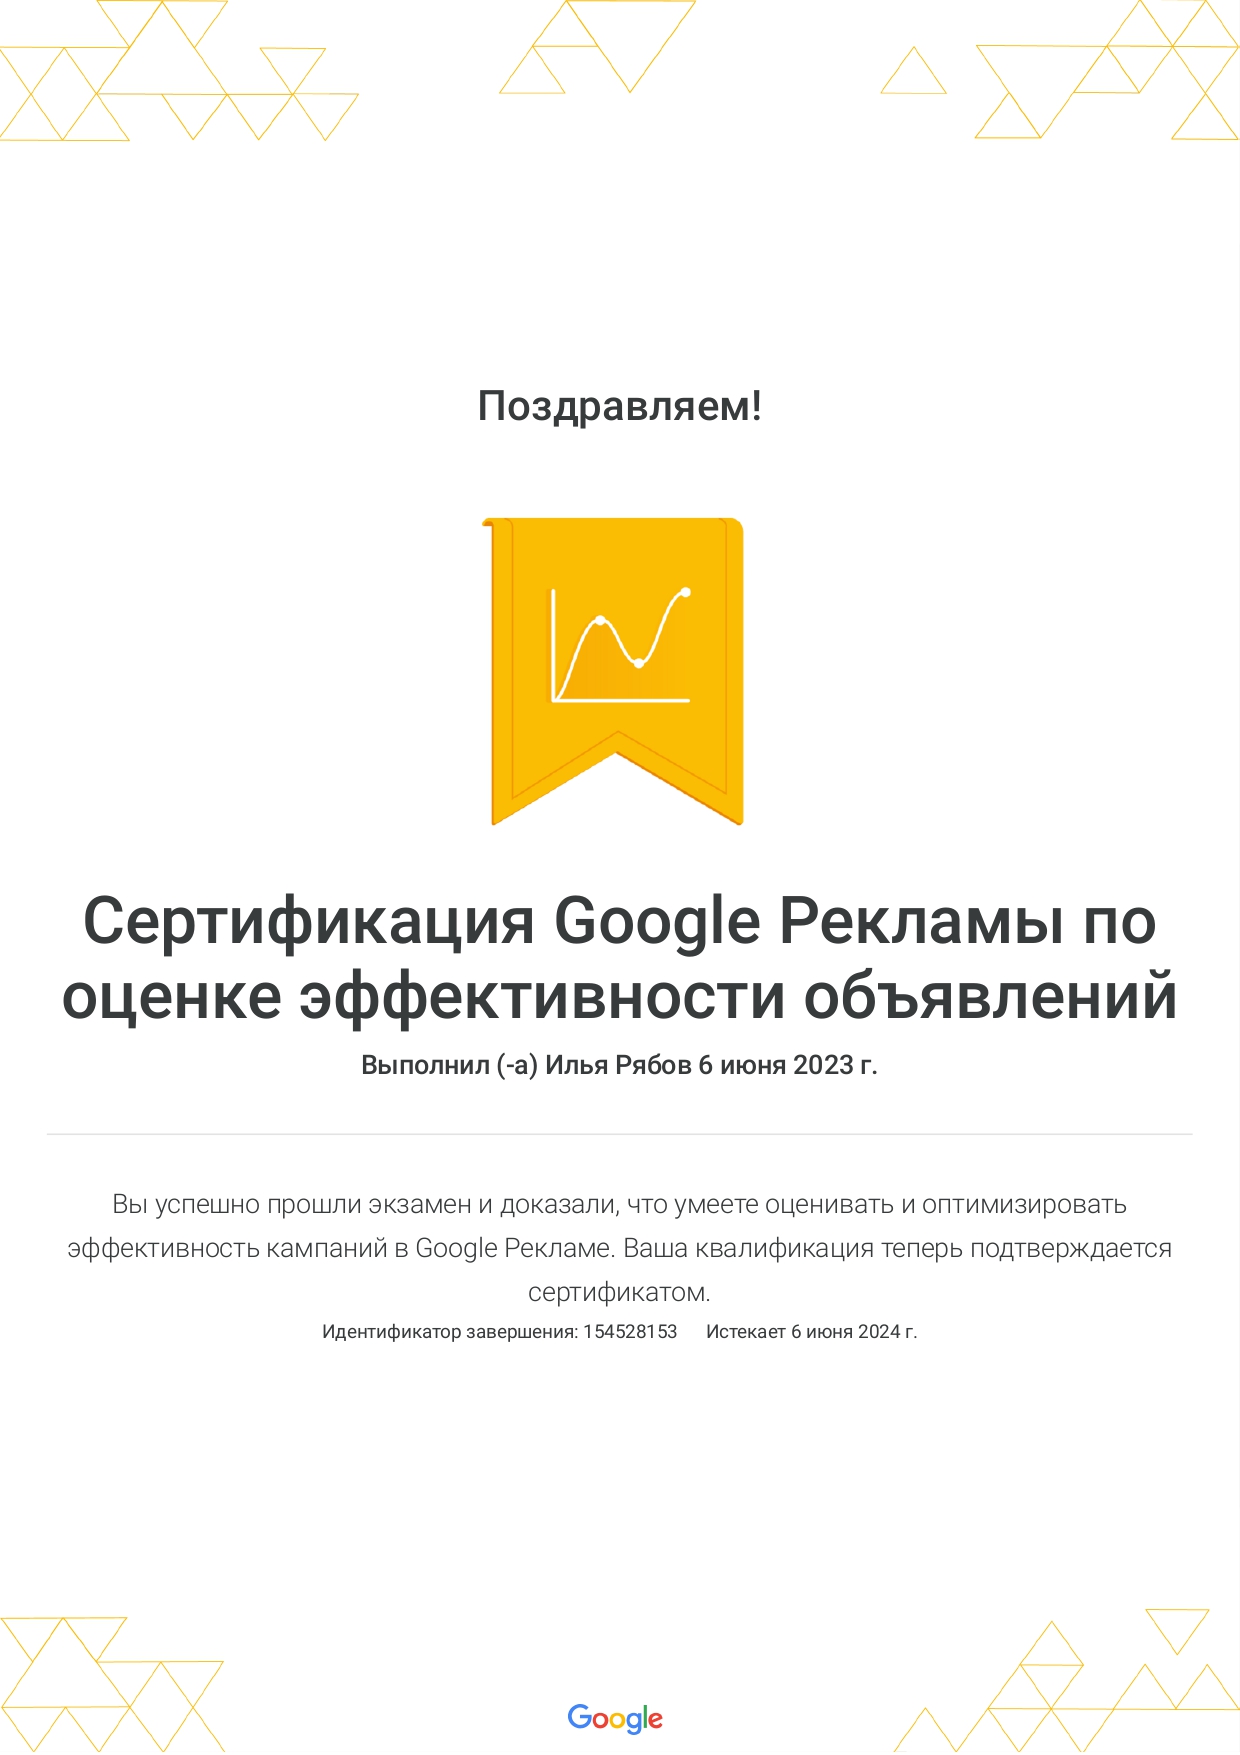 Поздравляем!
Сертификация Google Рекламы по
оценке эффективности объявлений
Выполнил (-а) Илья Рябов 6 июня 2023 г.
Вы успешно прошли экзамен и доказали, что умеете оценивать и оптимизировать
эффективность кампаний в Google Рекламе. Ваша квалификация теперь подтверждается
сертификатом.
Идентификатор завершения: 154528153 Истекает 6 июня 2024 г.
Google